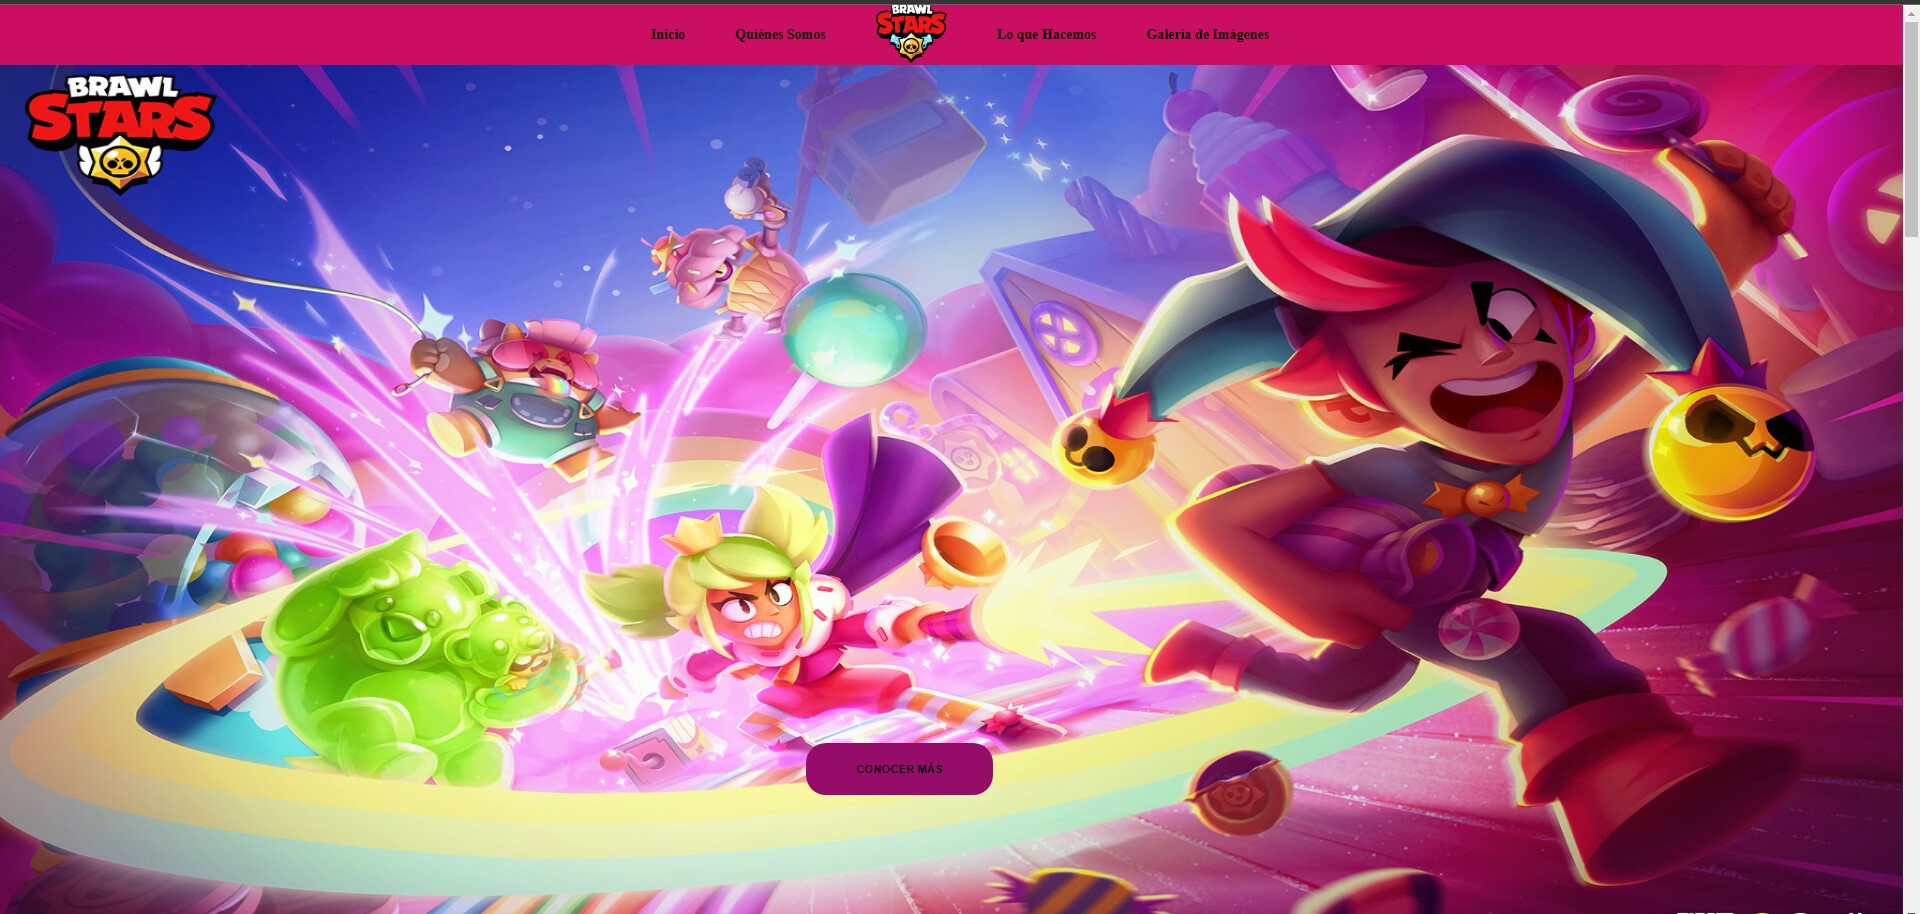 Inicio
Quiénes Somos
BRAWL
STARS
Lo que Hacemos
Galería de Imágenes
BRAWL
STARS
CONOCER MÁS